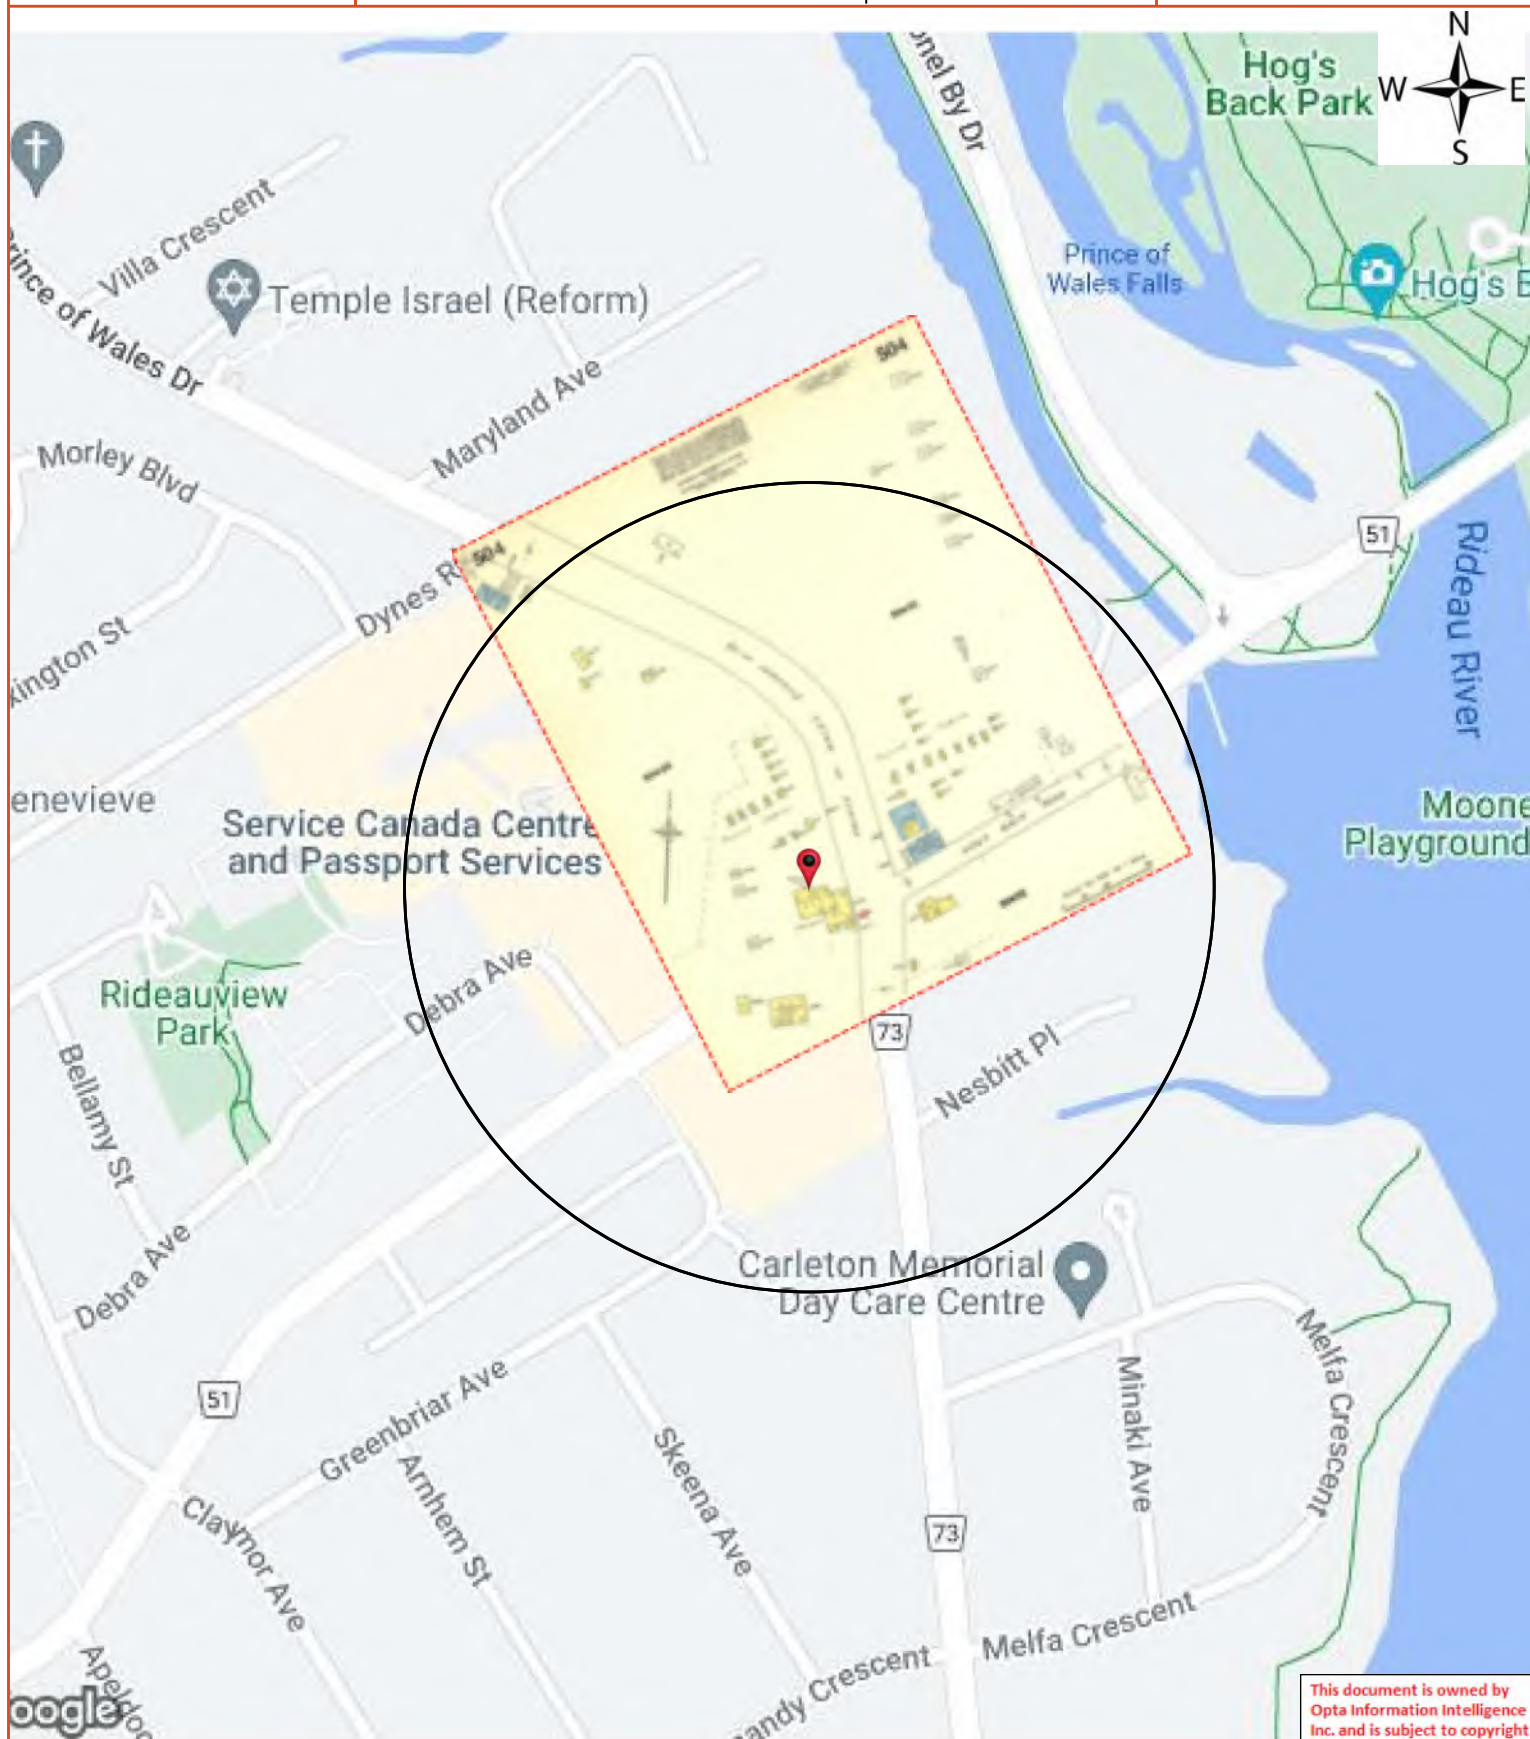 N
W
E
S
onel By Dr
Hog's
Back Park
Villa Crescent
Prince of
Wales Falls
Hog's B
Temple Israel (Reform)
rince of Wales Dr
504
Maryland Ave
Morley Blvd
51
504
Dynes R
Rideau River
xington St
enevieve
Service Canada Centre
and Passport Services
Moone
Playground
Rideauview
Park
Debra Ave
73
Nesbitt Pl
Bellamy St
Debra Ave
Carleton Memorial
Day Care Centre
Melfa Crescent
51
Greenbriar Ave
Minaki Ave
Skeena Ave
Arnhem St
Claymor Ave
73
Melfa Crescent
andy Crescent
Apeldoo
oogle
This document is owned by
Opta Information Intelligence
Inc. and is subject to copyright